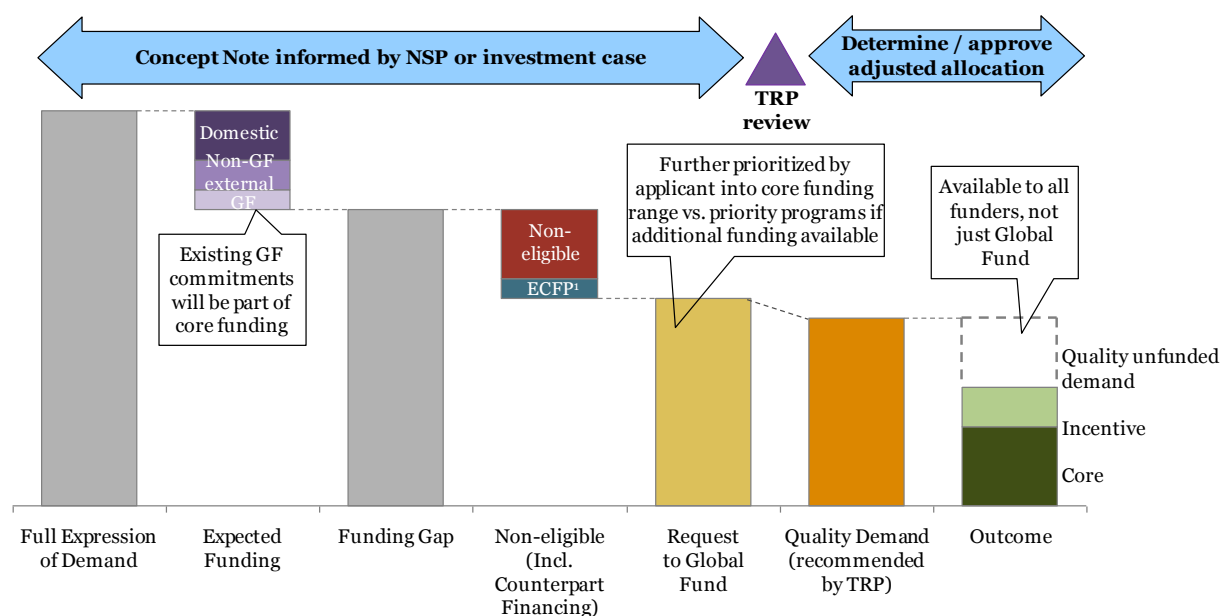 Concept Note informed by NSP or investment case
Determine / approve
adjusted allocation
TRP
review
Domestic
Non-GF
external
GF
Existing GF
commitments
will be part of
core funding
Non-
eligible
ECFP¹
Further prioritized by
applicant into core funding
range vs. priority programs if
additional funding available
Available to all
funders, not
just Global
Fund
Quality unfunded
demand
Incentive
Core
Full Expression
of Demand
Expected
Funding
Funding Gap
Non-eligible
(Incl.
Counterpart
Financing)
Request
to Global
Fund
Quality Demand
(recommended
by TRP)
Outcome